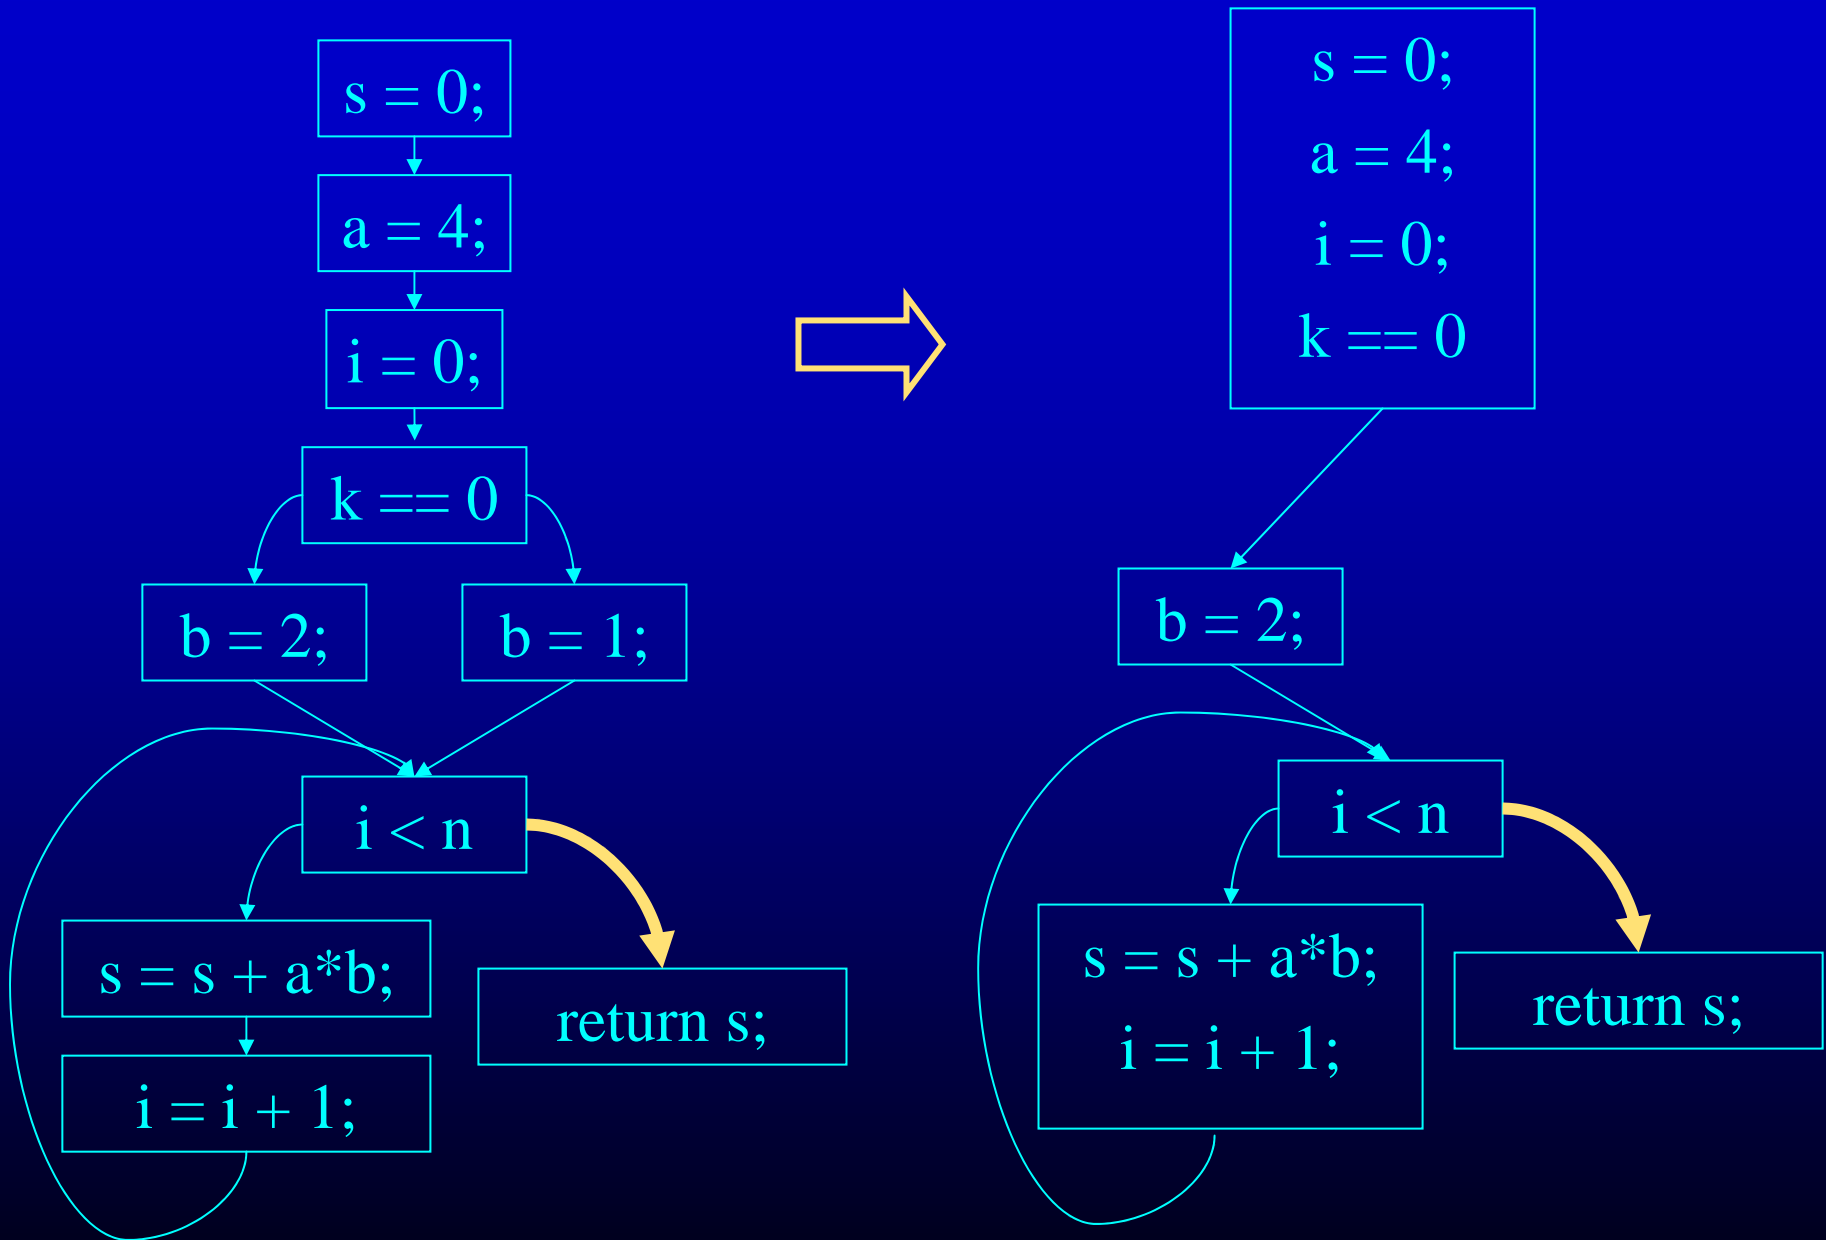 s = 0;
a = 4;
i = 0;
k == 0
b = 2;
b = 1;
i < n
s = s + a*b;
return s;
i = i + 1;
s = 0;
a = 4;
i = 0;
k == 0
b = 2;
i < n
s = s + a*b;
i = i + 1;
return s;